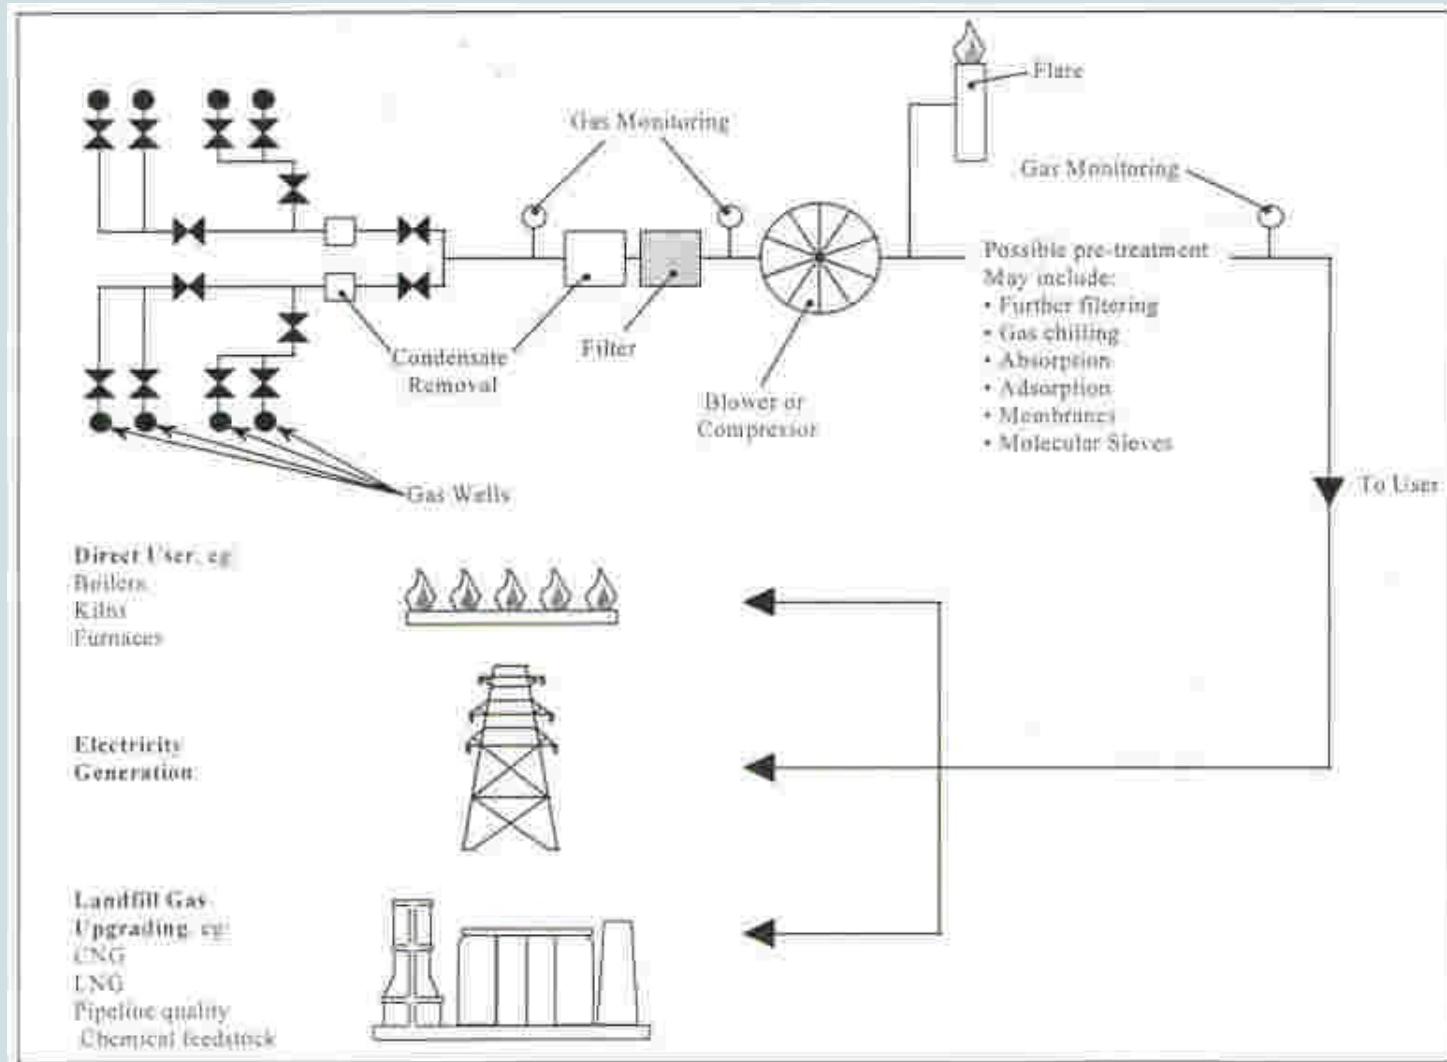 Flare
Gas Monitoring
Gas Monitoring
Possible pre-treatment
May include:
• Further filtering
• Gas chilling
• Absorption
• Adsorption
• Membranes
• Molecular Sieves
Condensate
Removal
Filter
Blower or
Compressor
Gas Wells
To User
Direct User, eg
Boilers
Kilns
Furnaces
Electricity
Generation
Landfill Gas
Upgrading, eg:
CNG
LNG
Pipeline quality
Chemical feedstock